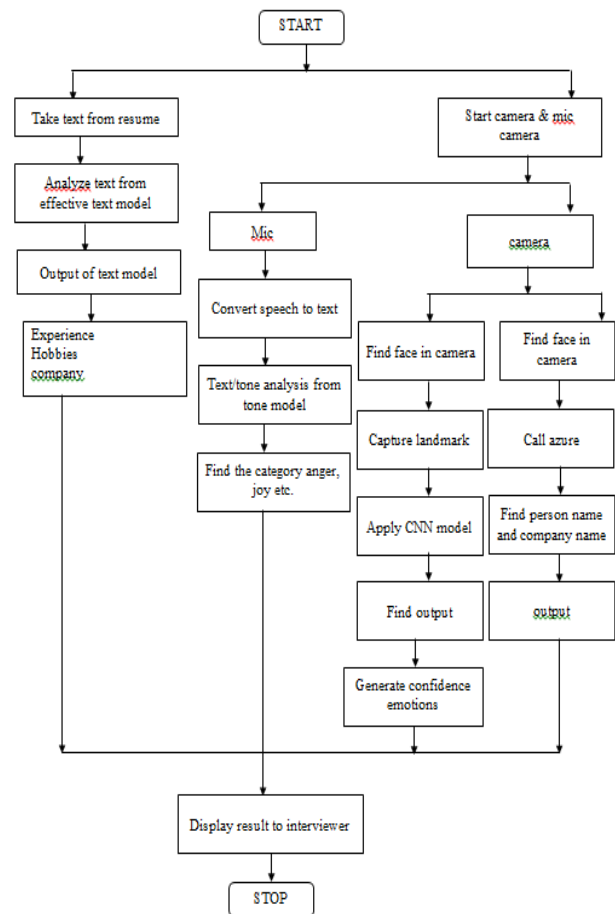 START
Take text from resume
Start camera & mic
camera
Analyze text from
effective text model
Mic
camera
Output of text model
Convert speech to text
Experience
Hobbies
company
Find face in camera
Find face in
camera
Text/tone analysis from
tone model
Capture landmark
Call azure
Find the category anger,
joy etc.
Apply CNN model
Find person name
and company name
Find output
output
Generate confidence
emotions
Display result to interviewer
STOP